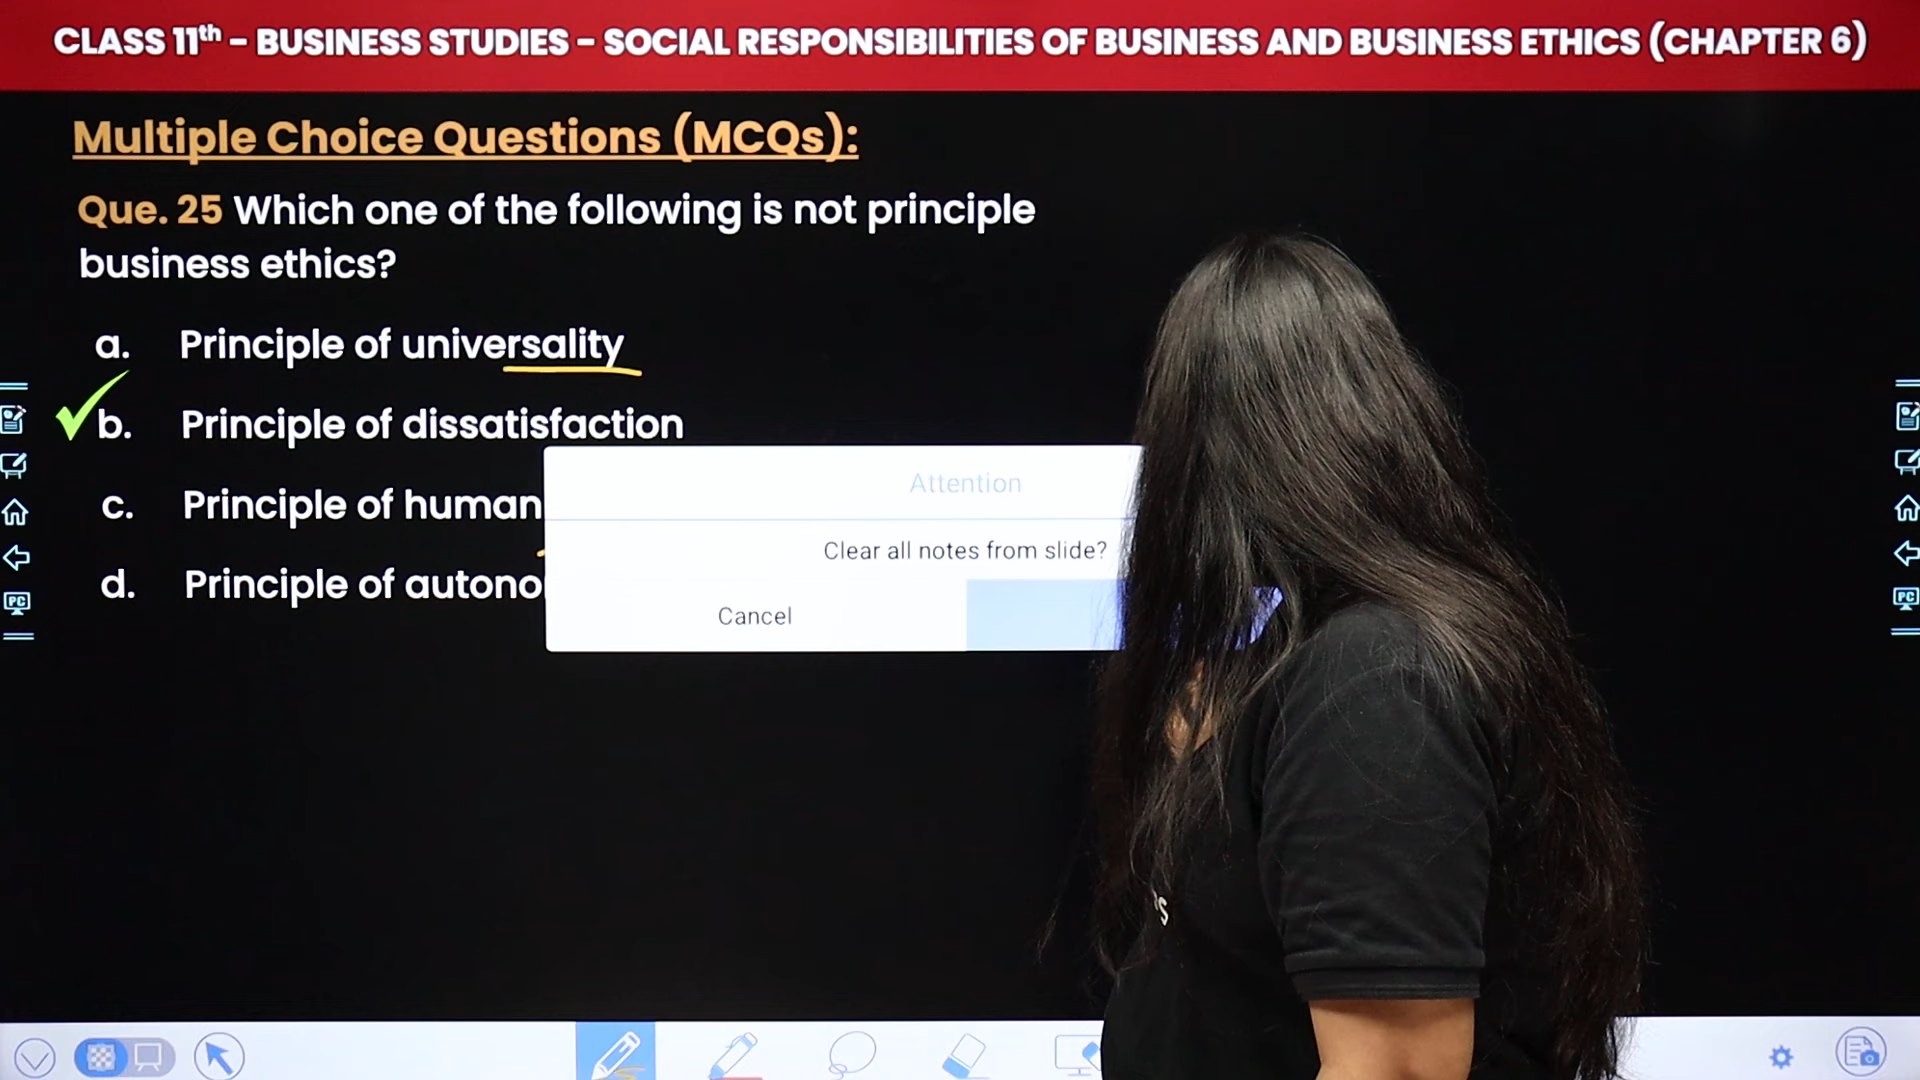 CLASS 11th - BUSINESS STUDIES - SOCIAL RESPONSIBILITIES OF BUSINESS AND BUSINESS ETHICS (CHAPTER 6)
Multiple Choice Questions (MCQs):
Que. 25 Which one of the following is not principle
business ethics?
a. Principle of universality
b. Principle of dissatisfaction
c. Principle of human
d. Principle of
Attention
Clear all notes from slide?
Cancel
PC
PC